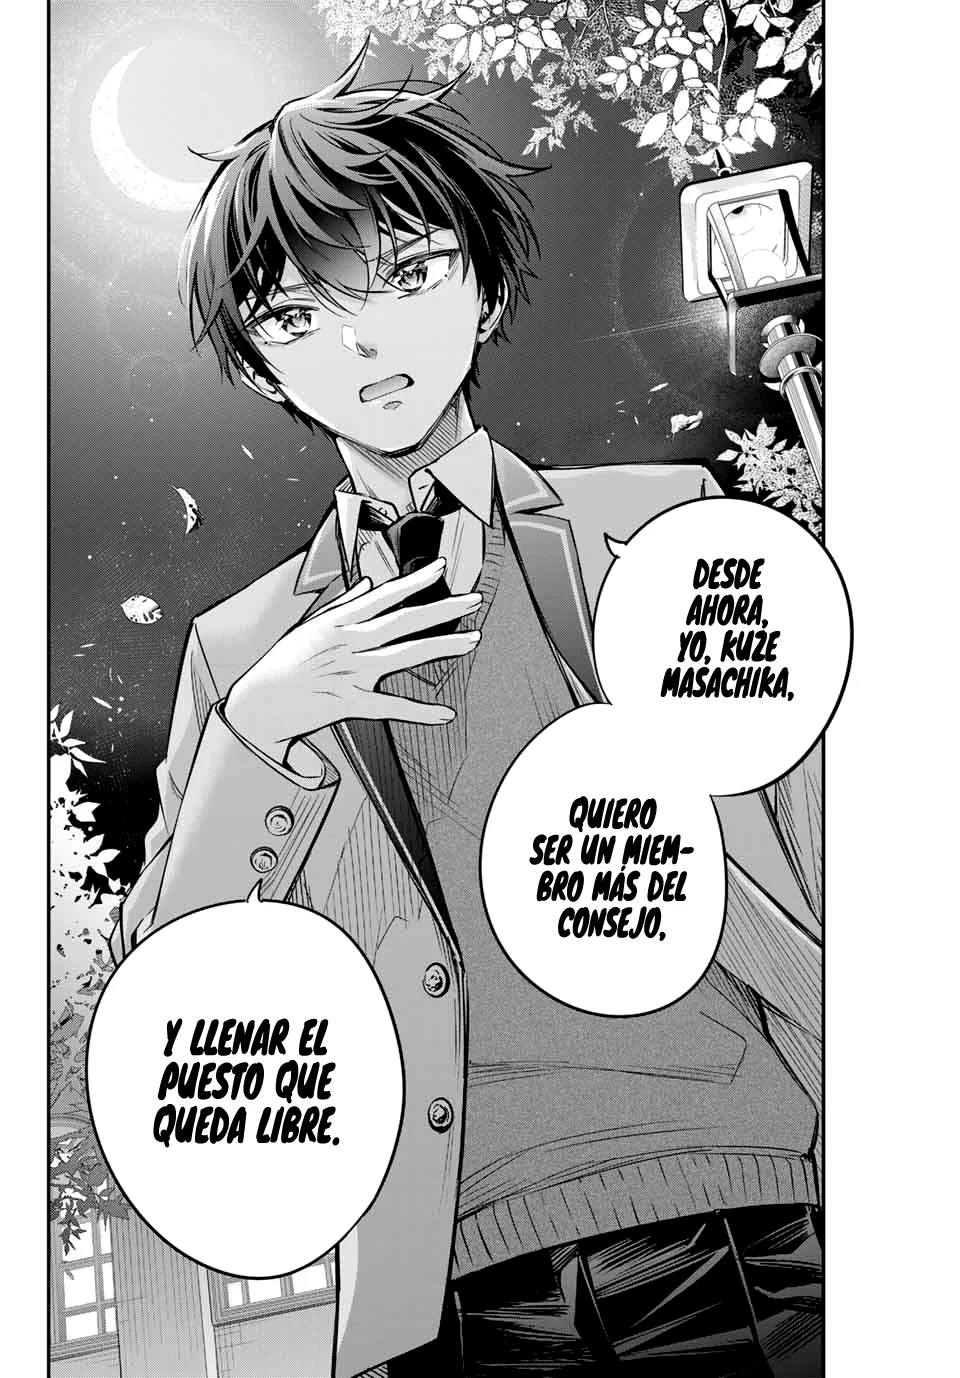 DESDE
AHORA,
YO, KUZE
MASACHIKA,
QUIERO
SER UN MIEM-
BRO MÁS DEL
CONSEJO,
Y LLENAR EL
PUESTO QUE
QUEDA LIBRE.